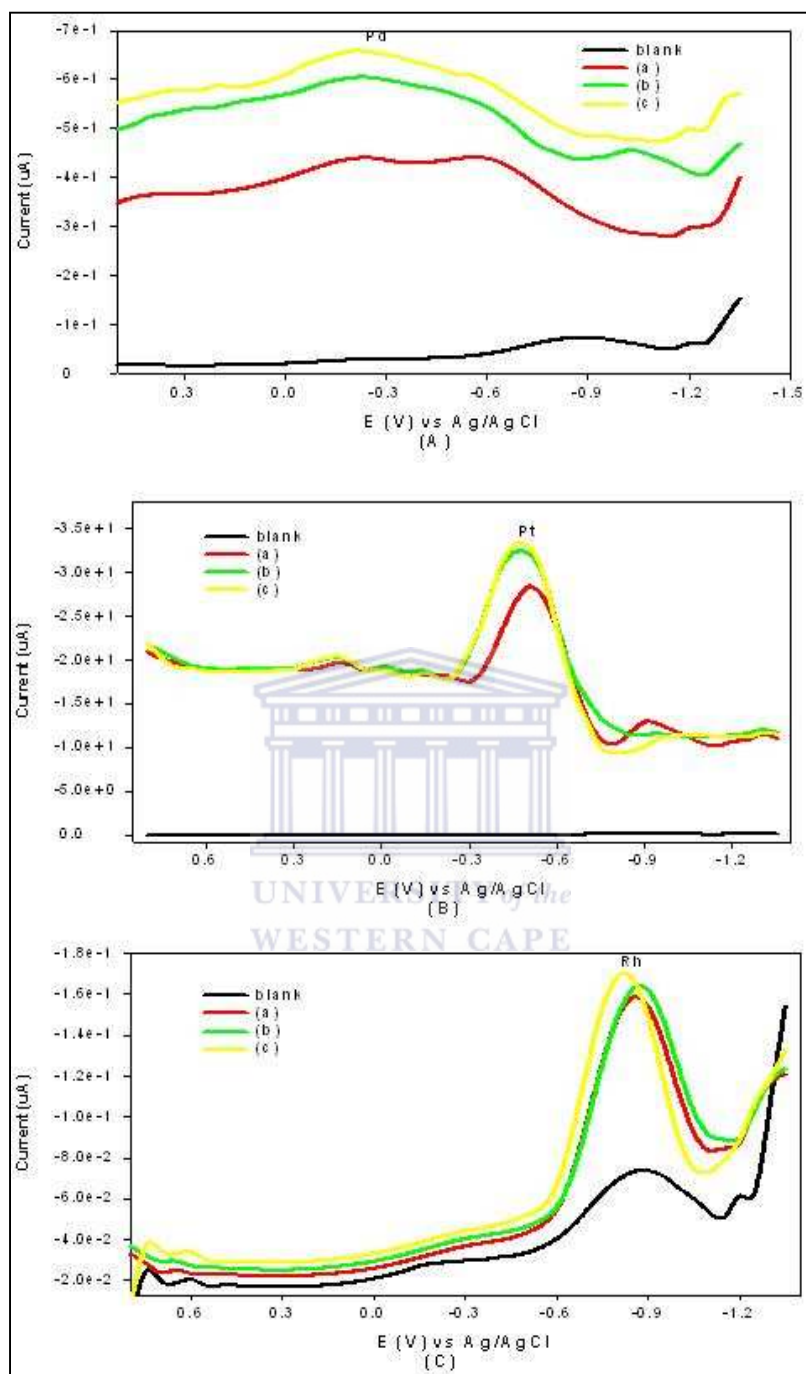 Pd
-7e-1
-6e-1
-5e-1
-4e-1
-3e-1
-2e-1
-1e-1
0
Current (uA)
blank
(a)
(b)
(c)
0.3 0.0 -0.3 -0.6 -0.9 -1.2 -1.5
E (V) vs Ag/AgCl
(A)
Pt
-3.5e+1
-3.0e+1
-2.5e+1
-2.0e+1
-1.5e+1
-1.0e+1
-5.0e+0
0.0
Current (uA)
blank
(a)
(b)
(c)
0.6 0.3 0.0 -0.3 -0.6 -0.9 -1.2
E (V) vs Ag/AgCl
(B)
UNIVERSITY of the
WESTERN CAPE
Rh
-1.8e-1
-1.6e-1
-1.4e-1
-1.2e-1
-1.0e-1
-8.0e-2
-6.0e-2
-4.0e-2
-2.0e-2
Current (uA)
blank
(a)
(b)
(c)
0.6 0.3 0.0 -0.3 -0.6 -0.9 -1.2
E (V) vs Ag/AgCl
(C)